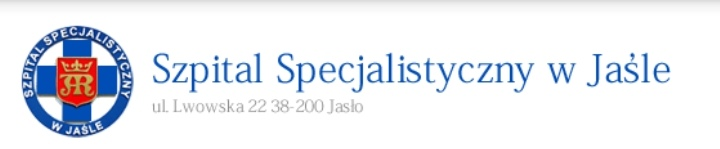 SZPITAL SPECJALISTYCZNY
W JAŚLE
Szpital Specjalistyczny w Jaśle
ul. Lwowska 22 38-200 Jasło